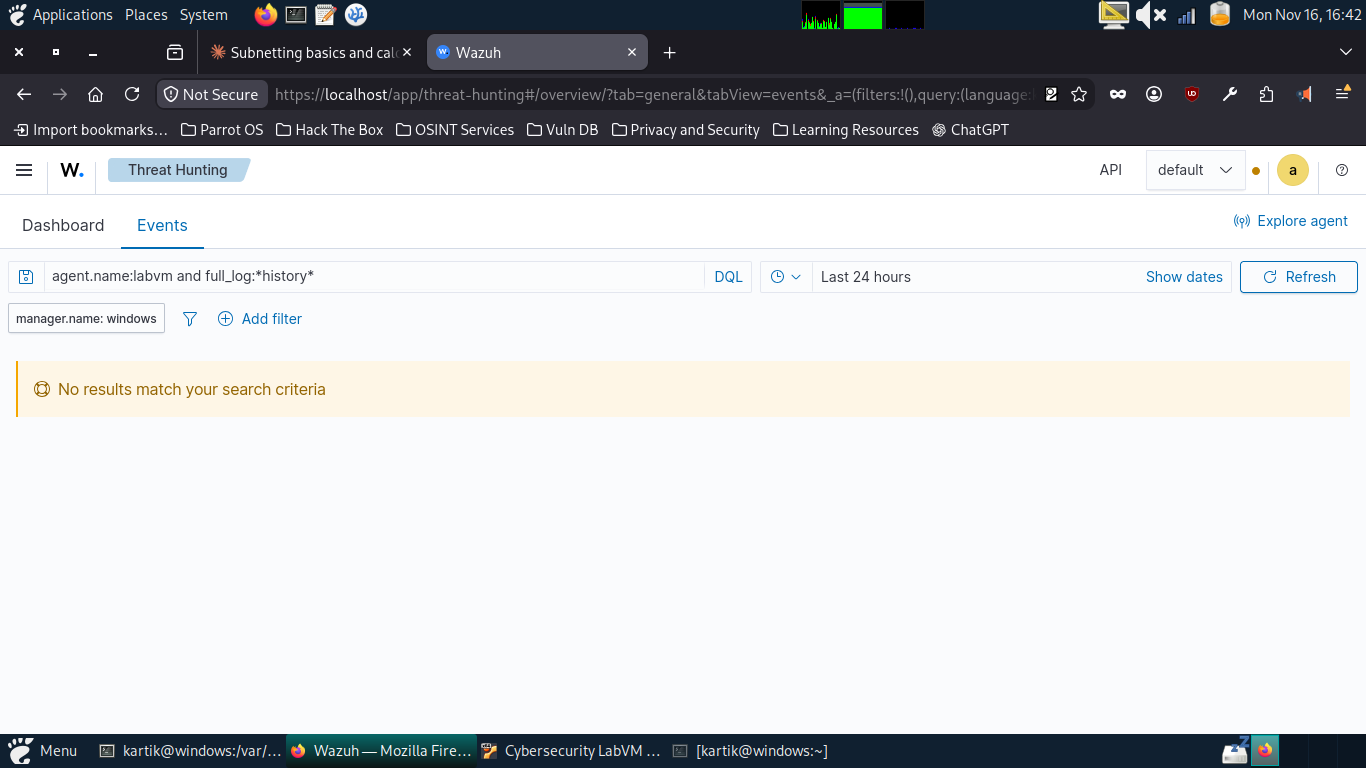 Applications Places System Mon Nov 16, 16:42
Subnetting basics and calc Wazuh
Not Secure https://localhost/app/threat-hunting#/overview/?tab=general&tabView=events&_a=(filters:!(),query:(language:
Import bookmarks… Parrot OS Hack The Box OSINT Services Vuln DB Privacy and Security Learning Resources ChatGPT
W. Threat Hunting API default a
Dashboard Events Explore agent
agent.name:labvm and full_log:*history* DQL Last 24 hours Show dates Refresh
manager.name: windows Add filter
No results match your search criteria
Menu kartik@windows:/var/… Wazuh — Mozilla Fire… Cybersecurity LabVM … [kartik@windows:~]